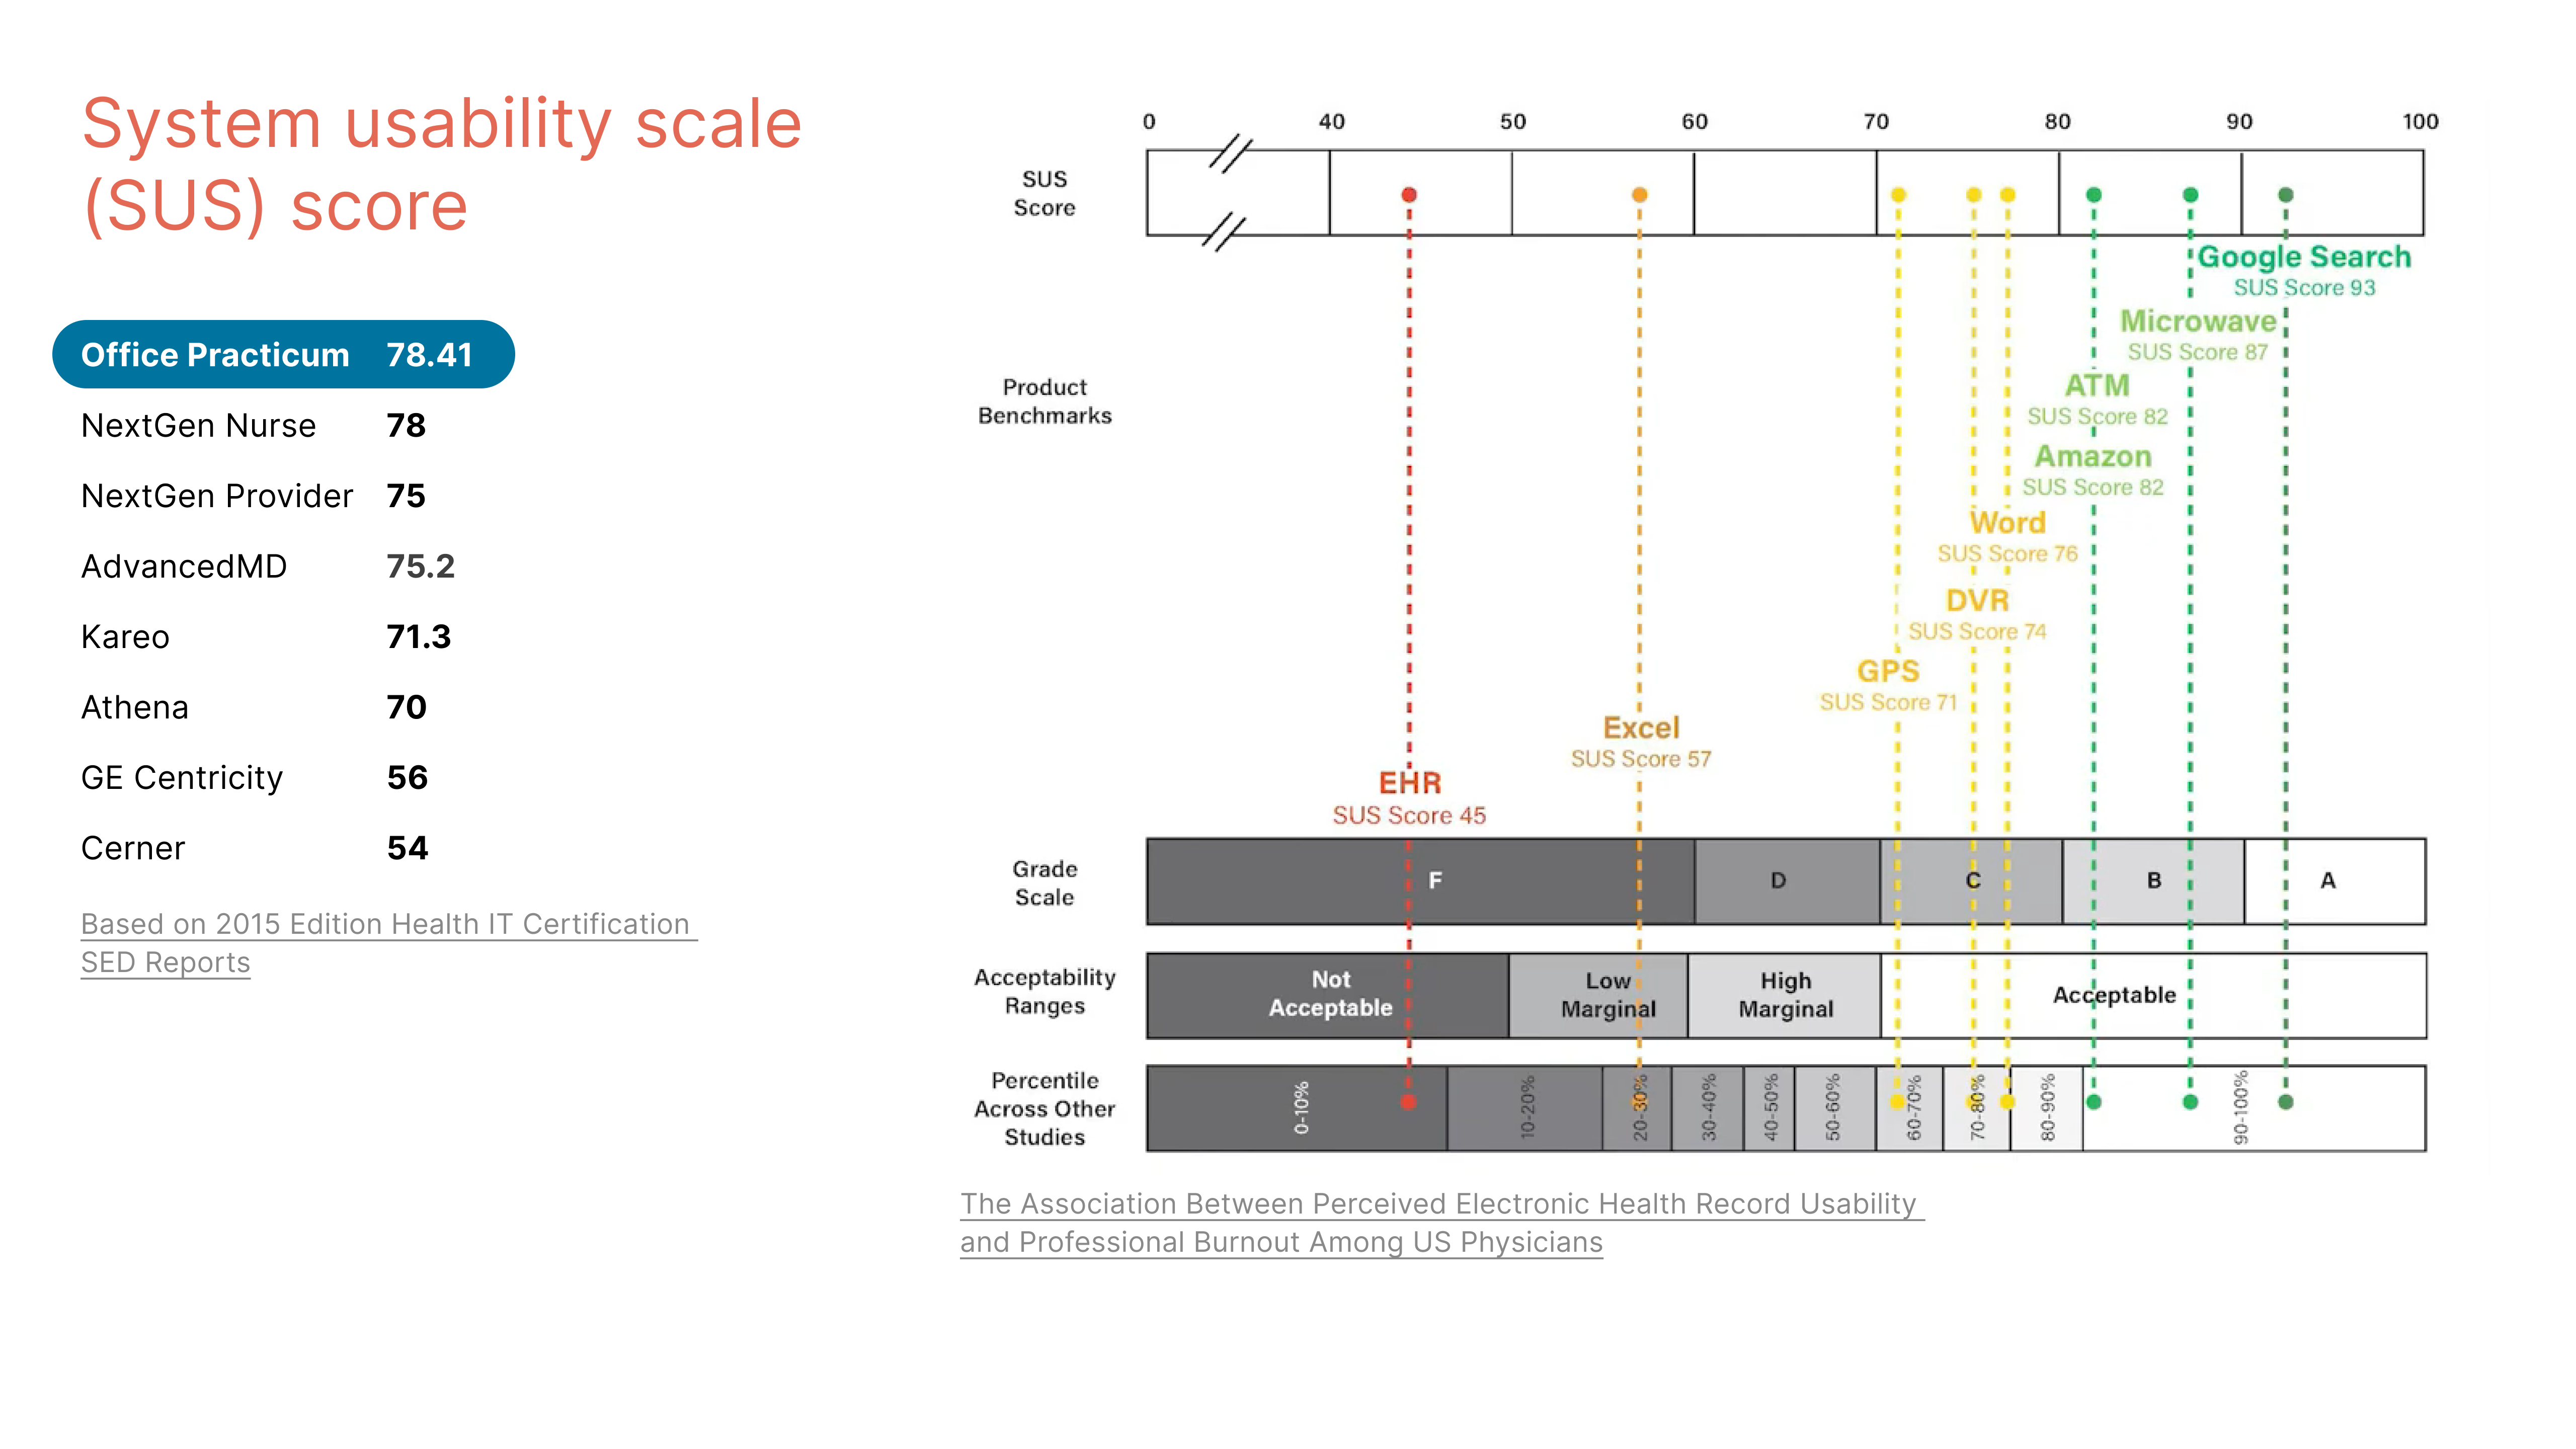 System usability scale
(SUS) score
Office Practicum 78.41
NextGen Nurse 78
NextGen Provider 75
AdvancedMD 75.2
Kareo 71.3
Athena 70
GE Centricity 56
Cerner 54
Based on 2015 Edition Health IT Certification
SED Reports
0 40 50 60 70 80 90 100
SUS
Score
Google Search
SUS Score 93
Microwave
SUS Score 87
Product
Benchmarks
ATM
SUS Score 82
Amazon
SUS Score 82
Word
SUS Score 76
DVR
SUS Score 74
GPS
SUS Score 71
Excel
SUS Score 57
EHR
SUS Score 45
Grade
Scale
F D C B A
Acceptability
Ranges
Not
Acceptable
Low
Marginal
High
Marginal
Acceptable
Percentile
Across Other
Studies
0-10%
10-20%
20-30%
30-40%
40-50%
50-60%
60-70%
70-80%
80-90%
90-100%
The Association Between Perceived Electronic Health Record Usability
and Professional Burnout Among US Physicians